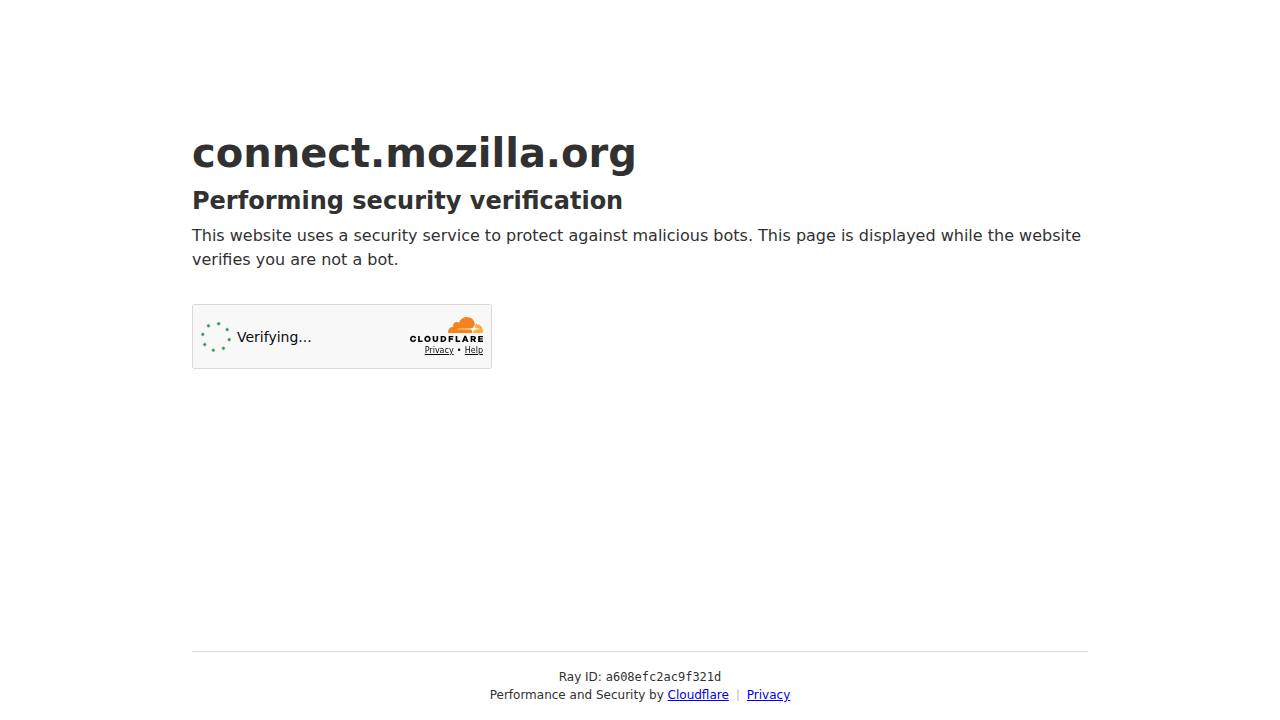 connect.mozilla.org
Performing security verification
This website uses a security service to protect against malicious bots. This page is displayed while the website
verifies you are not a bot.
Verifying...
CLOUDFLARE
Privacy • Help
Ray ID: a608efc2ac9f321d
Performance and Security by Cloudflare | Privacy